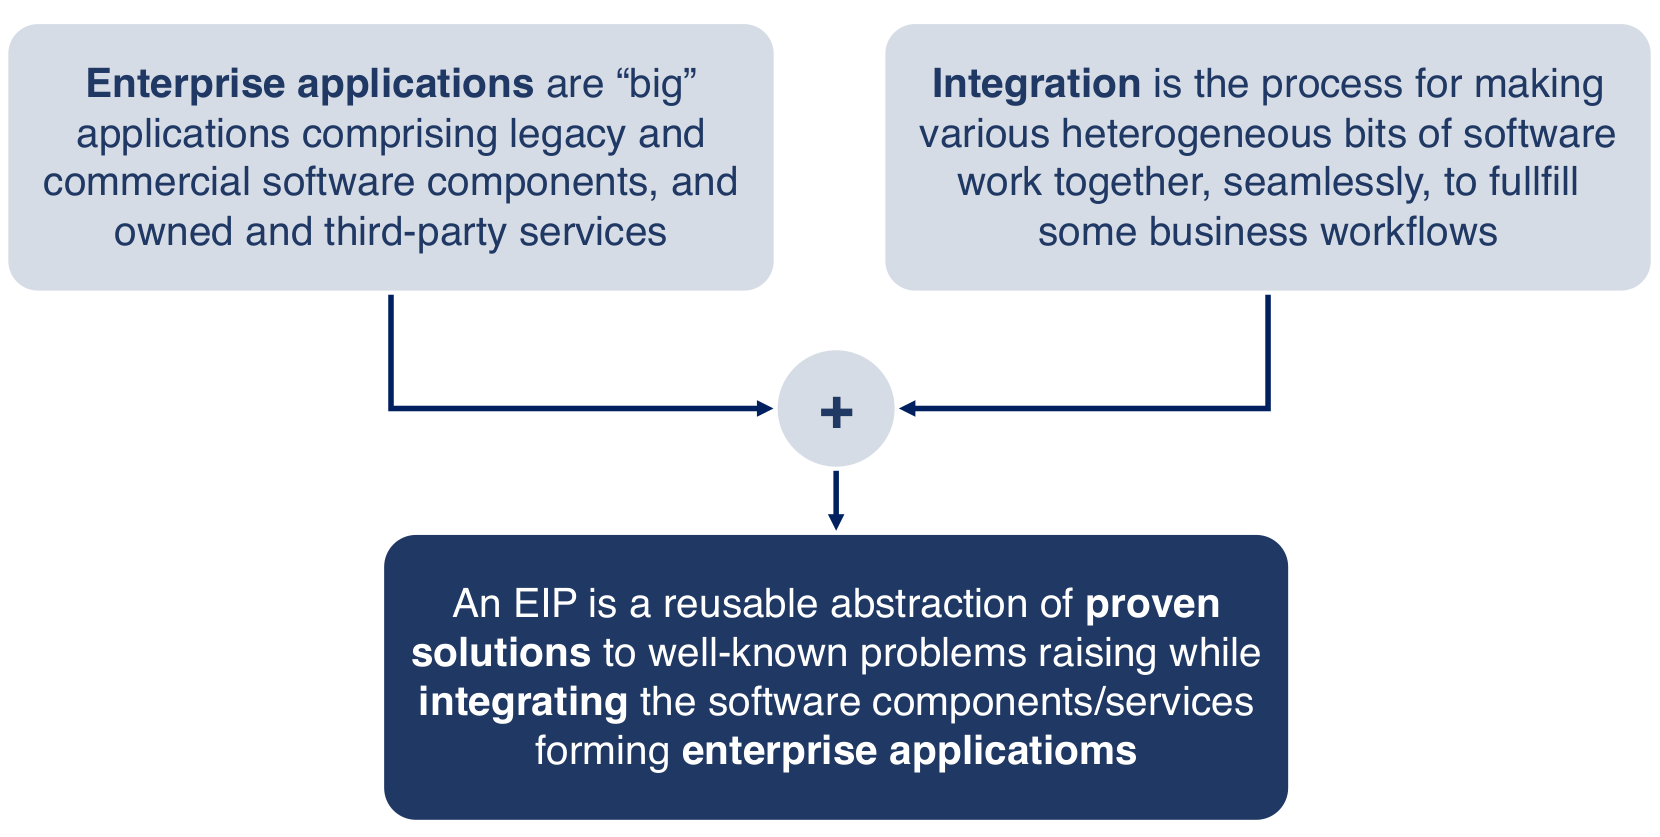 Enterprise applications are “big”
applications comprising legacy and
commercial software components, and
owned and third-party services
Integration is the process for making
various heterogeneous bits of software
work together, seamlessly, to fullfill
some business workflows
+
An EIP is a reusable abstraction of proven
solutions to well-known problems raising while
integrating the software components/services
forming enterprise applicatioms